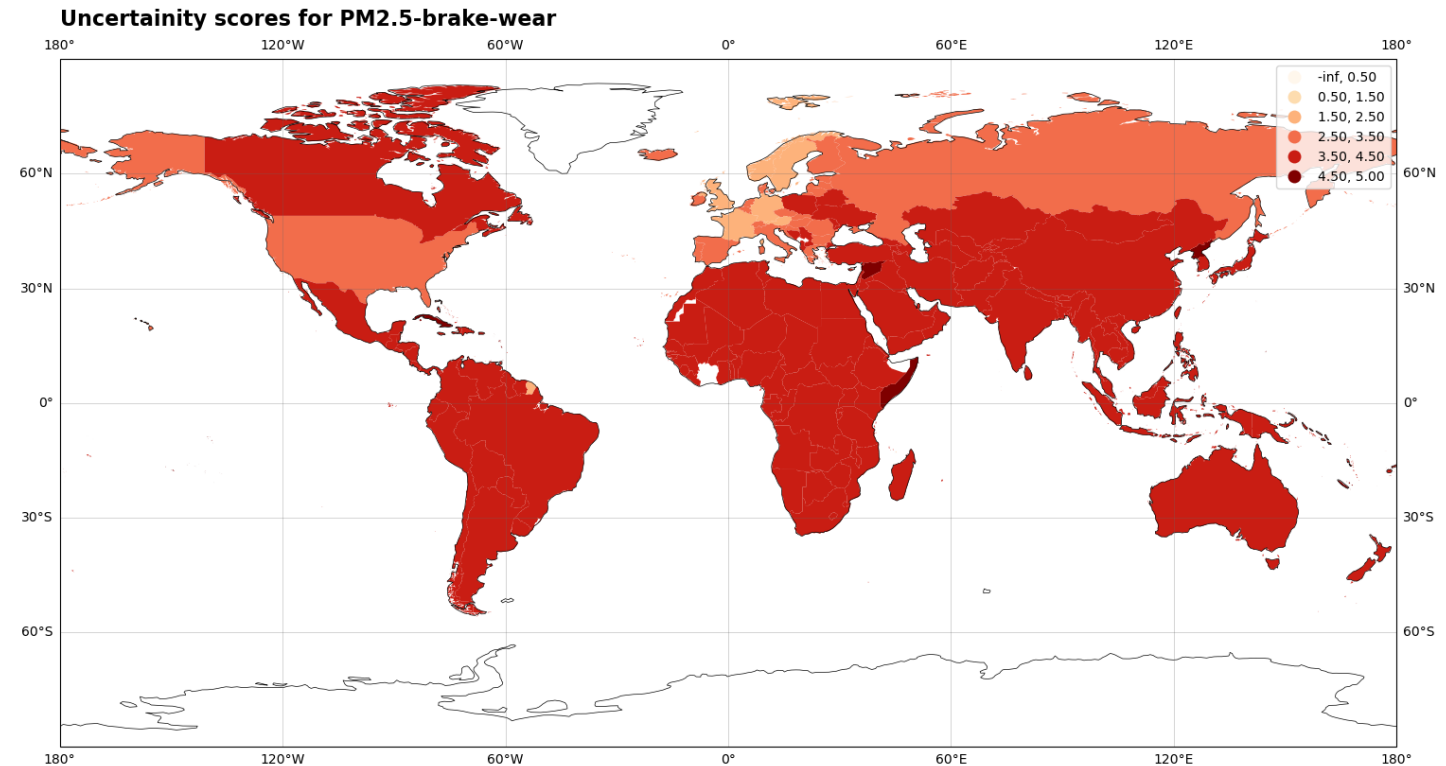 Uncertainity scores for PM2.5-brake-wear
180° 120°W 60°W 0° 60°E 120°E 180°
-inf, 0.50
0.50, 1.50
1.50, 2.50
2.50, 3.50
3.50, 4.50
4.50, 5.00
60°N 60°N
30°N 30°N
0° 0°
30°S 30°S
60°S 60°S
180° 120°W 60°W 0° 60°E 120°E 180°